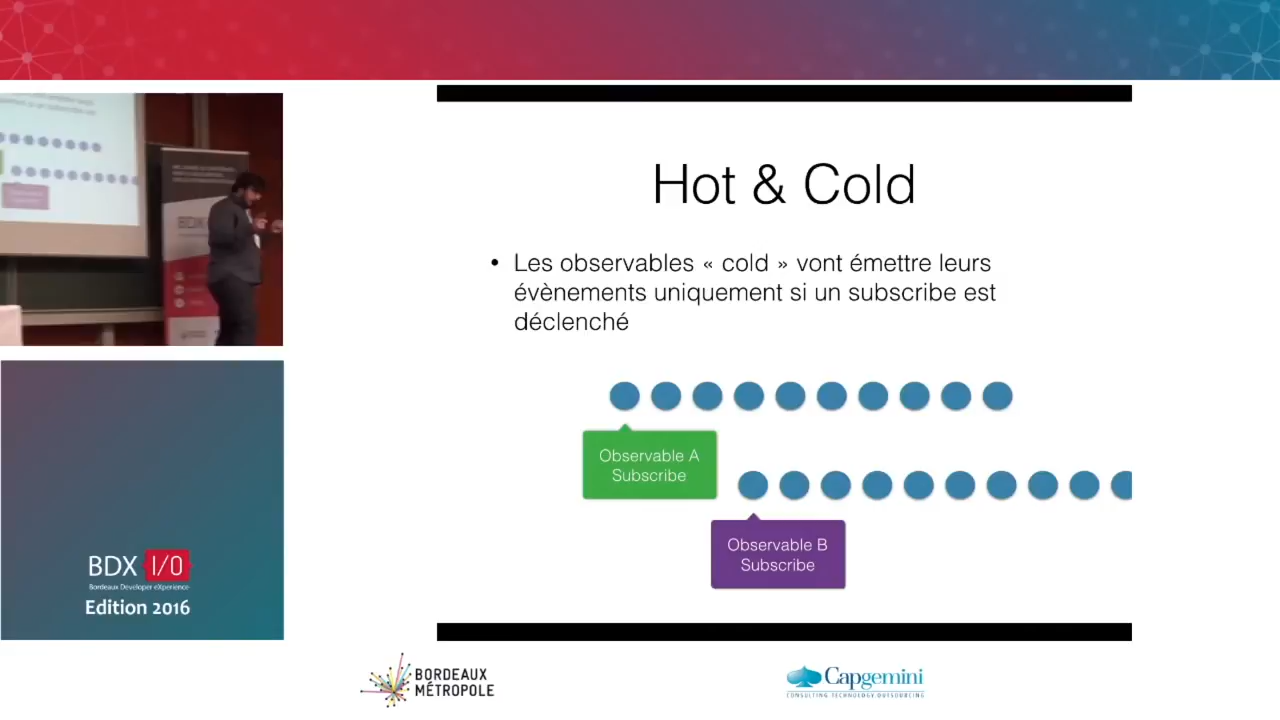 Hot & Cold
• Les observables « cold » vont émettre leurs
évènements uniquement si un subscribe est
déclenché
Observable A
Subscribe
Observable B
Subscribe
BDX I/O
Bordeaux Developer eXperience
Edition 2016
BORDEAUX
MÉTROPOLE
Capgemini
CONSULTING.TECHNOLOGY.OUTSOURCING